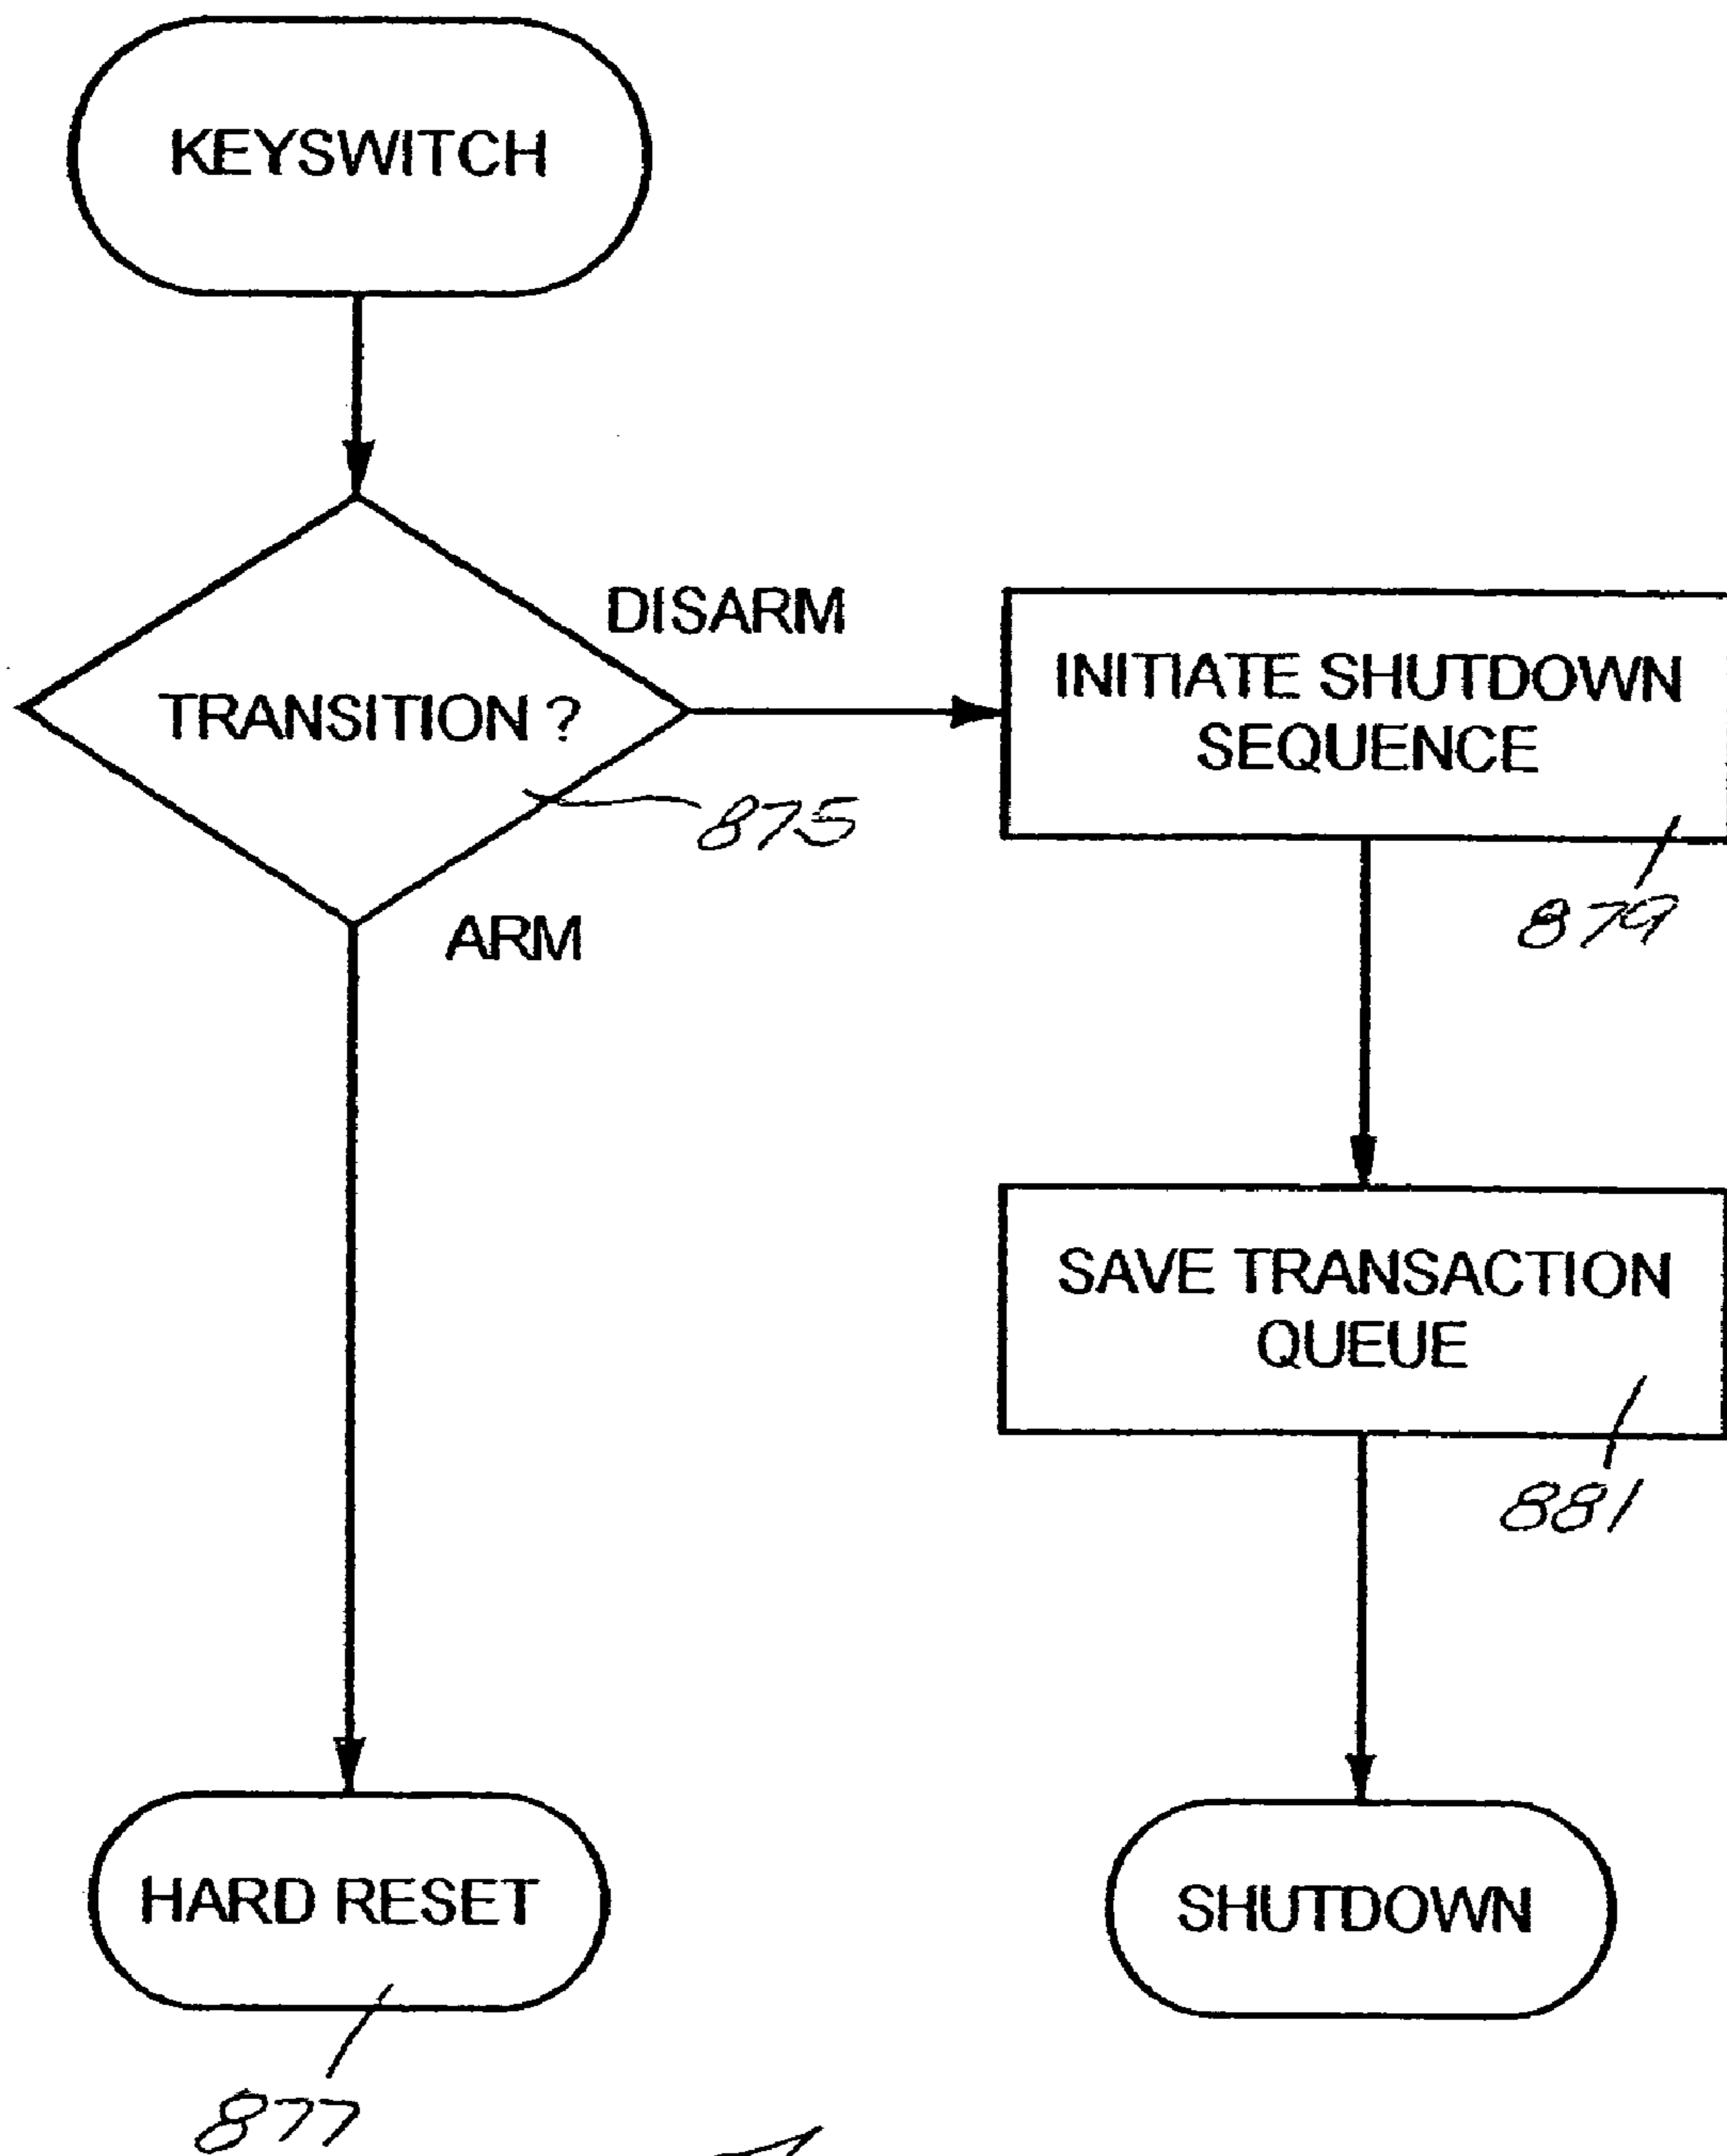 KEYSWITCH
DISARM
TRANSITION ?
875
ARM
INITIATE SHUTDOWN
SEQUENCE
879
SAVE TRANSACTION
QUEUE
881
HARD RESET
877
SHUTDOWN